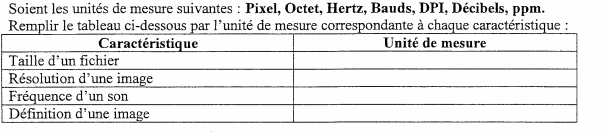 Soient les unités de mesure suivantes : Pixel, Octet, Hertz, Bauds, DPI, Décibels, ppm.
Remplir le tableau ci-dessous par l'unité de mesure correspondante à chaque caractéristique :
Caractéristique Unité de mesure
Taille d'un fichier
Résolution d'une image
Fréquence d'un son
Définition d'une image